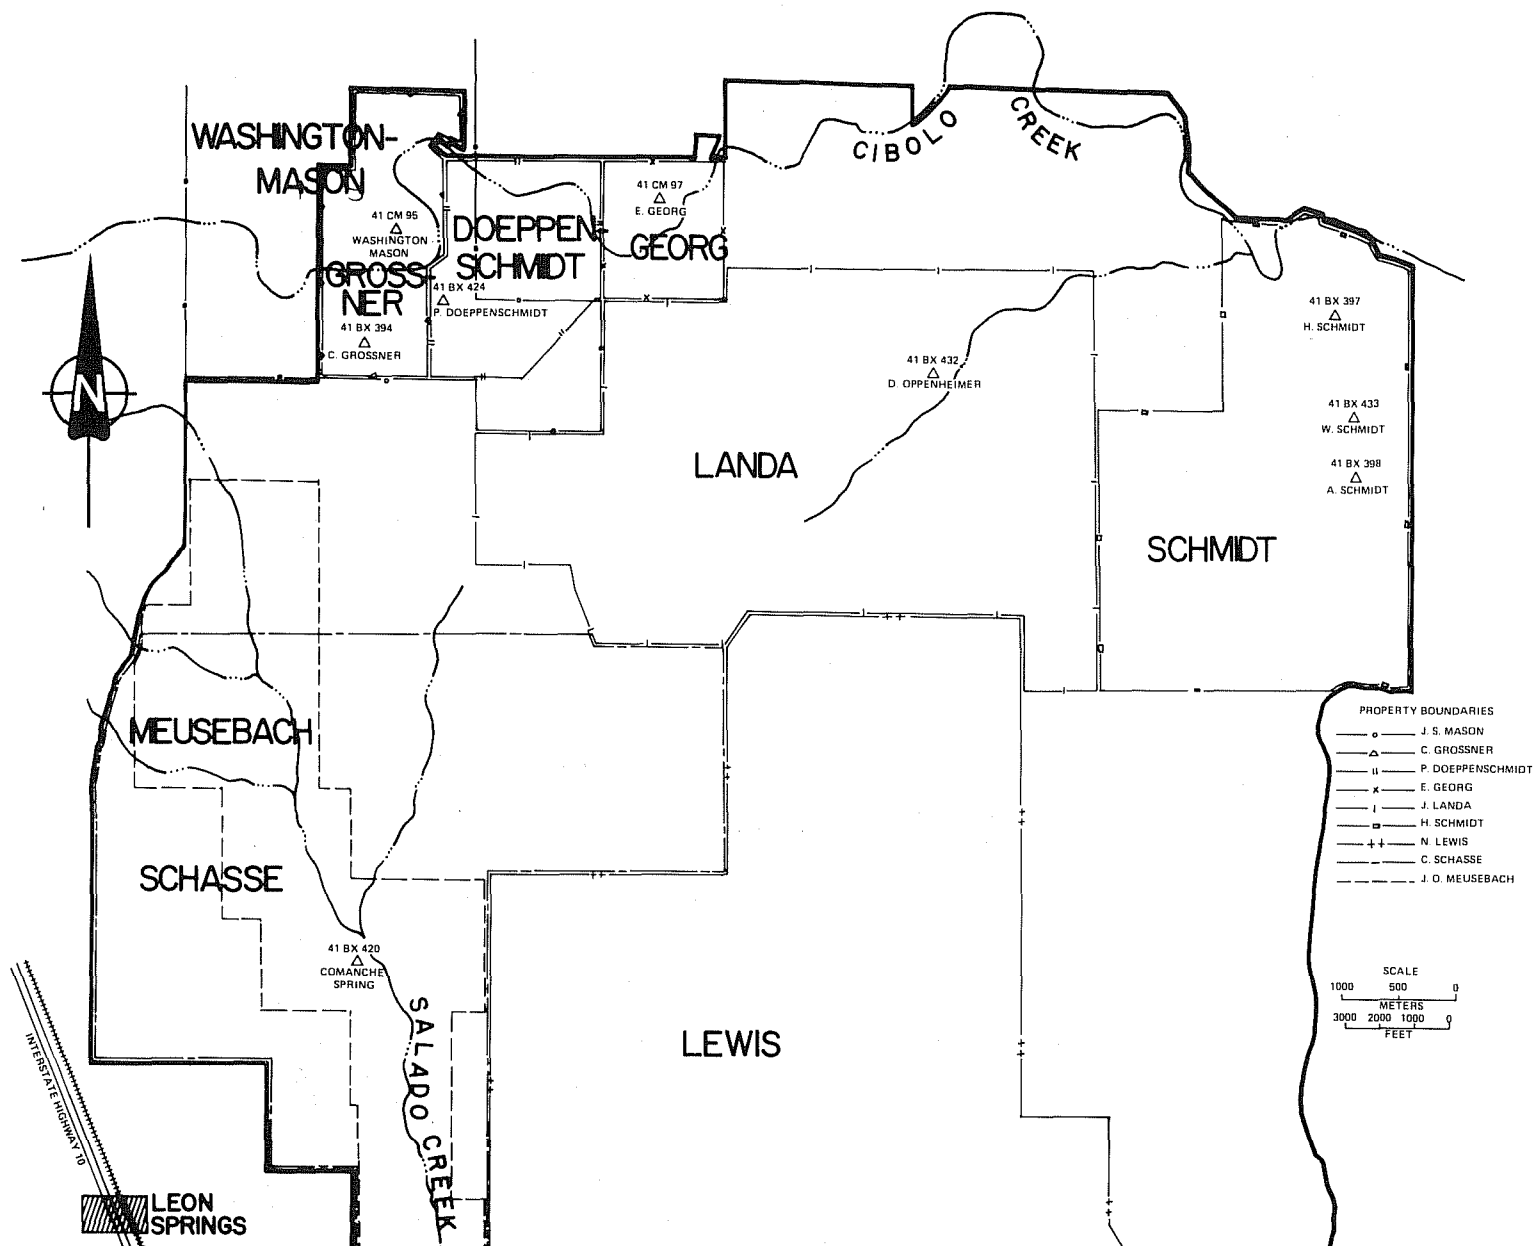 CIBOLO
CREEK
WASHINGTON-
MASON
41 CM 95
WASHINGTON
MASON
41 CM 97
E. GEORG
DOEPPEN
SCHMIDT
GEORG
GROSS-
NER
41 BX 424
P. DOEPPENSCHMIDT
41 BX 394
C. GROSSNER
N
41 BX 397
H. SCHMIDT
41 BX 432
D. OPPENHEIMER
41 BX 433
W. SCHMIDT
LANDA
41 BX 398
A. SCHMIDT
SCHMIDT
MEUSEBACH
PROPERTY BOUNDARIES
J. S. MASON
C. GROSSNER
P. DOEPPENSCHMIDT
E. GEORG
J. LANDA
H. SCHMIDT
N. LEWIS
C. SCHASSE
J. O. MEUSEBACH
SCHASSE
41 BX 420
COMANCHE
SPRING
SCALE
1000 500 0
METERS
3000 2000 1000 0
FEET
SALADO CREEK
LEWIS
INTERSTATE HIGHWAY 10
LEON
SPRINGS